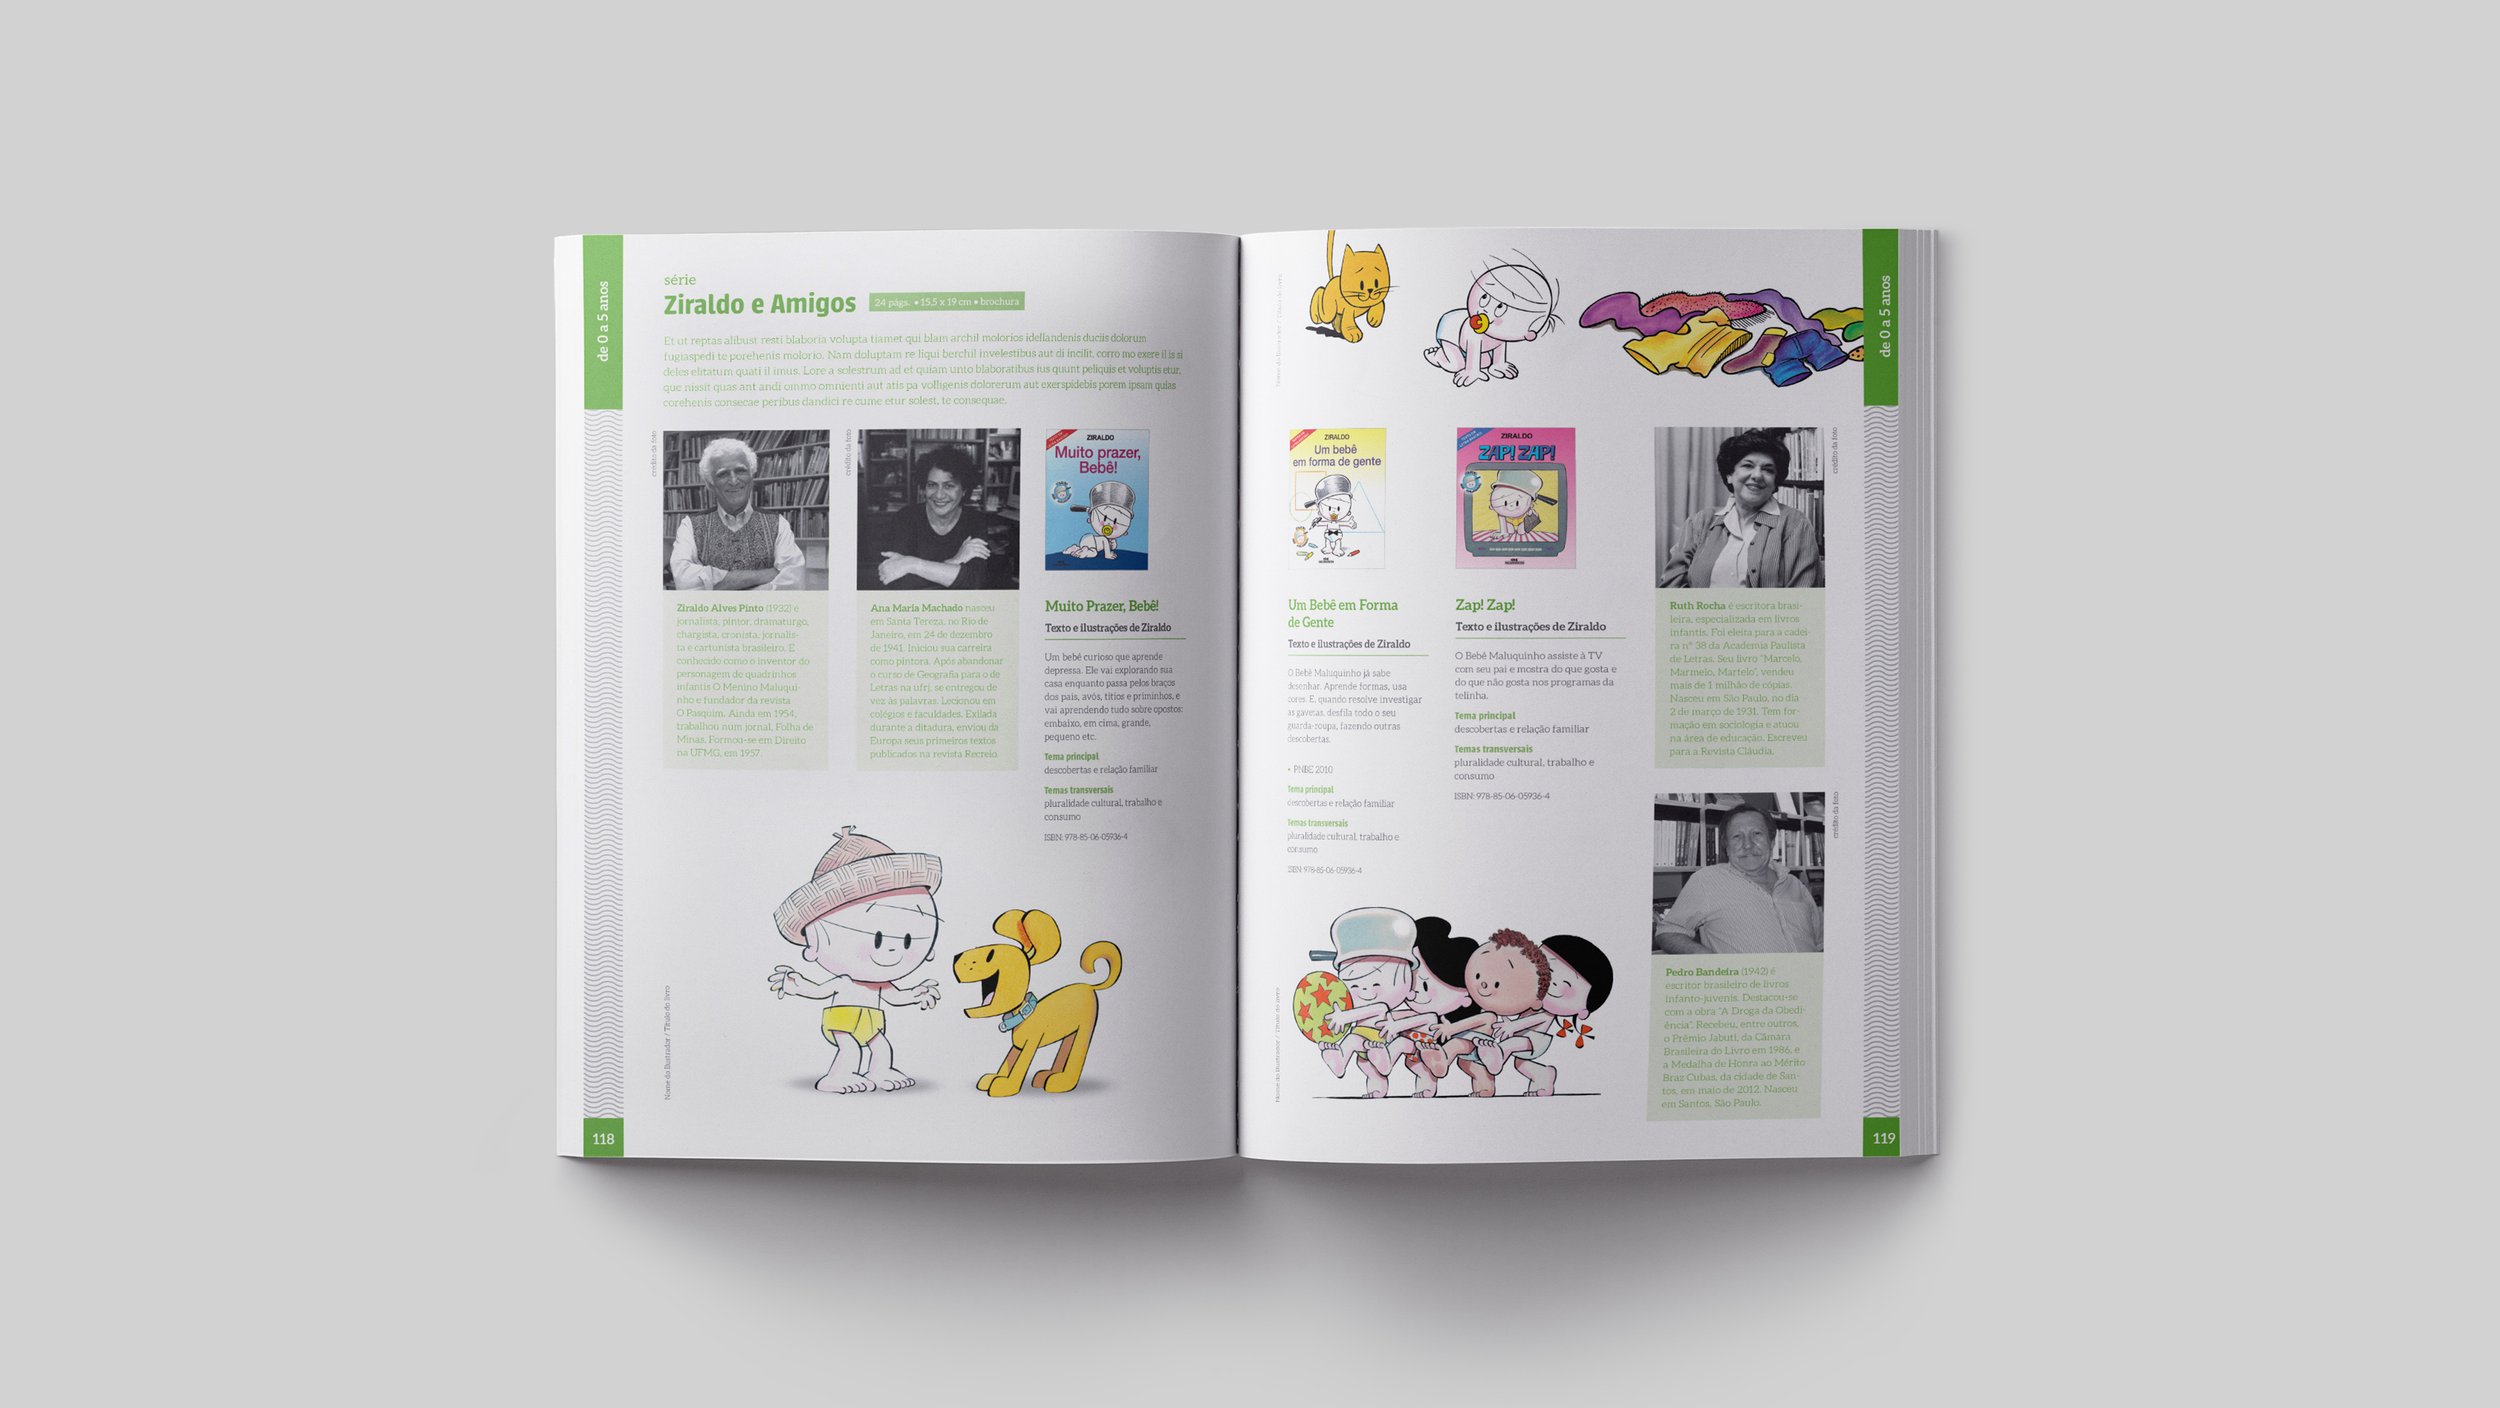 de 0 a 5 anos
série
Ziraldo e Amigos
24 págs. • 15,5 x 19 cm • brochura
Et ut reptas alibust resti blaboria volupta tiamet qui blam archil molorios idellandenis duciis dolorum
fugiaspedi te porehenis molorio. Nam doluptam re liqui berchil invelestibus aut di incilit, corro mo exere il is si
deles elitatum quati il imus. Lore a solestrum ad et quiam unto blaboratibus ius quunt peliquis et voluptis etur,
que nissit quas ant andi ommo omnienti aut atis pa volligenis dolorerum aut exerspidebis porem ipsam quias
corehenis consecae peribus dandici re cume etur solest, te consequae.
crédito da foto
Ziraldo Alves Pinto (1932) é
jornalista, pintor, dramaturgo,
chargista, cronista, jornalis-
ta e cartunista brasileiro. É
conhecido como o inventor do
personagem de quadrinhos
infantis O Menino Maluqui-
nho e fundador da revista
O Pasquim. Ainda em 1954,
trabalhou num jornal, Folha de
Minas. Formou-se em Direito
na UFMG, em 1957.
crédito da foto
Ana Maria Machado nasceu
em Santa Tereza, no Rio de
Janeiro, em 24 de dezembro
de 1941. Iniciou sua carreira
como pintora. Após abandonar
o curso de Geografia para o de
Letras na ufrj, se entregou de
vez às palavras. Lecionou em
colégios e faculdades. Exilada
durante a ditadura, enviou da
Europa seus primeiros textos
publicados na revista Recreio.
ZIRALDO
Muito prazer,
Bebê!
Muito Prazer, Bebê!
Texto e ilustrações de Ziraldo
Um bebê curioso que aprende
depressa. Ele vai explorando sua
casa enquanto passa pelos braços
dos pais, avós, titios e priminhos, e
vai aprendendo tudo sobre opostos:
embaixo, em cima, grande,
pequeno etc.
Tema principal
descobertas e relação familiar
Temas transversais
pluralidade cultural, trabalho e
consumo
ISBN: 978-85-06-05936-4
Nome do Ilustrador / Título do livro
118
Nome do Ilustrador / Título do livro
ZIRALDO
Um bebê
em forma de gente
Um Bebê em Forma
de Gente
Texto e ilustrações de Ziraldo
O Bebê Maluquinho já sabe
desenhar. Aprende formas, usa
cores. E, quando resolve investigar
as gavetas, desfila todo o seu
guarda-roupa, fazendo outras
descobertas.
• PNBE 2010
Tema principal
descobertas e relação familiar
Temas transversais
pluralidade cultural, trabalho e
consumo
ISBN: 978-85-06-05936-4
ZIRALDO
ZAP! ZAP!
Zap! Zap!
Texto e ilustrações de Ziraldo
O Bebê Maluquinho assiste à TV
com seu pai e mostra do que gosta e
do que não gosta nos programas da
telinha.
Tema principal
descobertas e relação familiar
Temas transversais
pluralidade cultural, trabalho e
consumo
ISBN: 978-85-06-05936-4
crédito da foto
Ruth Rocha é escritora brasi-
leira, especializada em livros
infantis. Foi eleita para a cadei-
ra nº 38 da Academia Paulista
de Letras. Seu livro "Marcelo,
Marmelo, Martelo", vendeu
mais de 1 milhão de cópias.
Nasceu em São Paulo, no dia
2 de março de 1931. Tem for-
mação em sociologia e atuou
na área de educação. Escreveu
para a Revista Cláudia.
crédito da foto
Pedro Bandeira (1942) é
escritor brasileiro de livros
infanto-juvenis. Destacou-se
com a obra "A Droga da Obedi-
ência". Recebeu, entre outros,
o Prêmio Jabuti, da Câmara
Brasileira do Livro em 1986, e
a Medalha de Honra ao Mérito
Braz Cubas, da cidade de San-
tos, em maio de 2012. Nasceu
em Santos, São Paulo.
Nome do Ilustrador / Título do livro
de 0 a 5 anos
119